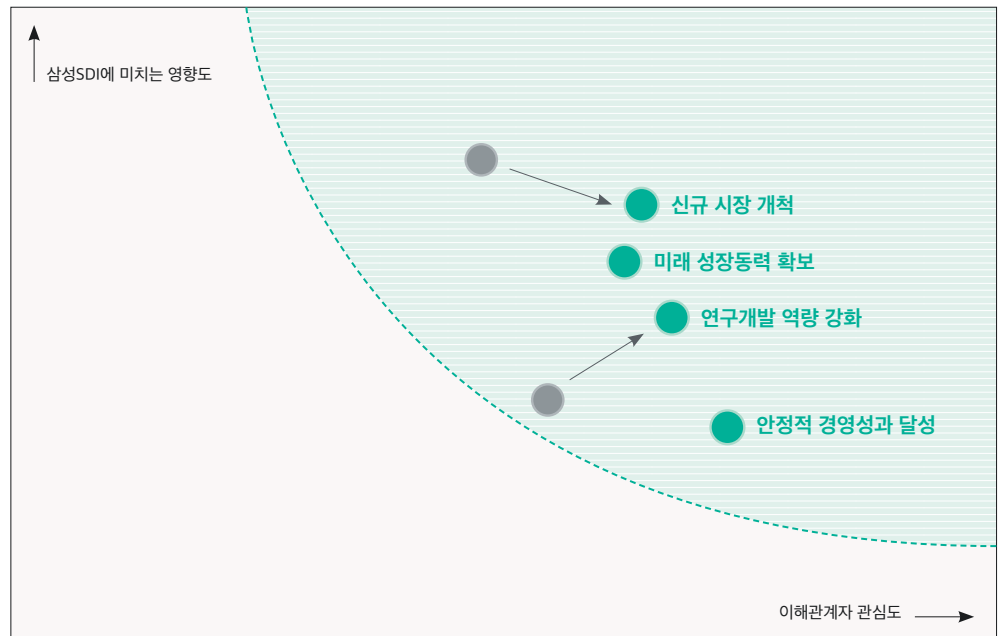 삼성SDI에 미치는 영향도
신규 시장 개척
미래 성장동력 확보
연구개발 역량 강화
안정적 경영성과 달성
이해관계자 관심도